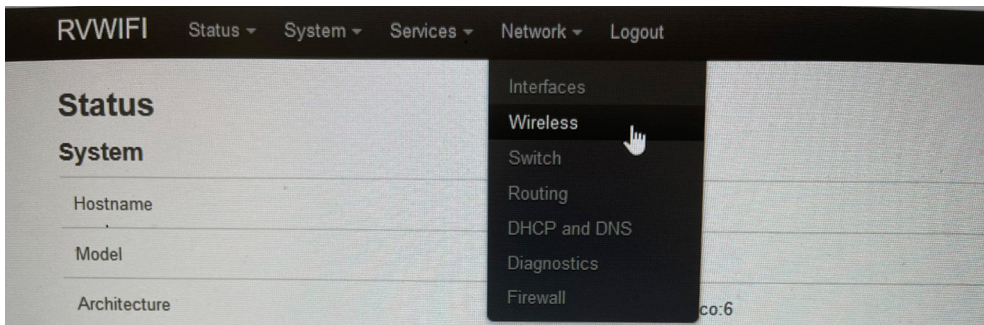 RVWIFI Status System Services Network Logout
Interfaces
Wireless
Switch
Routing
DHCP and DNS
Diagnostics
Firewall
Status
System
Hostname
Model
Architecture
co:6